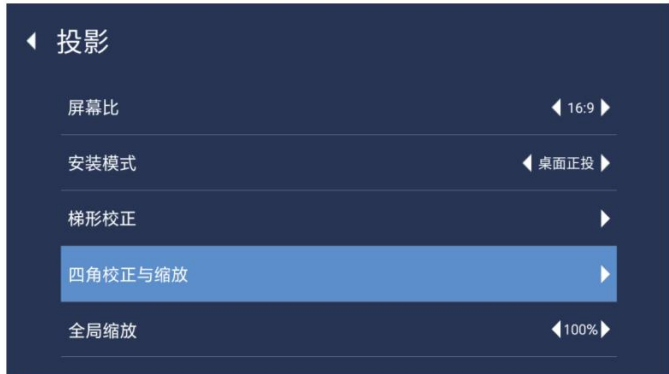 投影
屏幕比 16:9
安装模式 桌面正投
梯形校正
四角校正与缩放
全局缩放 100%